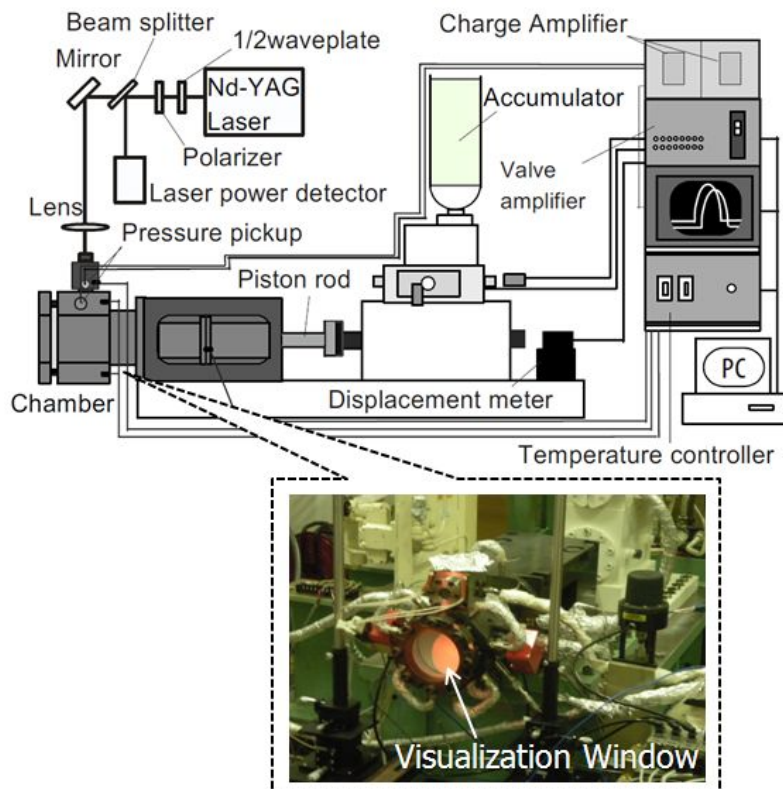 Beam splitter
1/2waveplate
Mirror
Nd-YAG
Laser
Polarizer
Laser power detector
Lens
Pressure pickup
Piston rod
Chamber
Charge Amplifier
Accumulator
Valve
amplifier
Displacement meter
PC
Temperature controller
Visualization Window